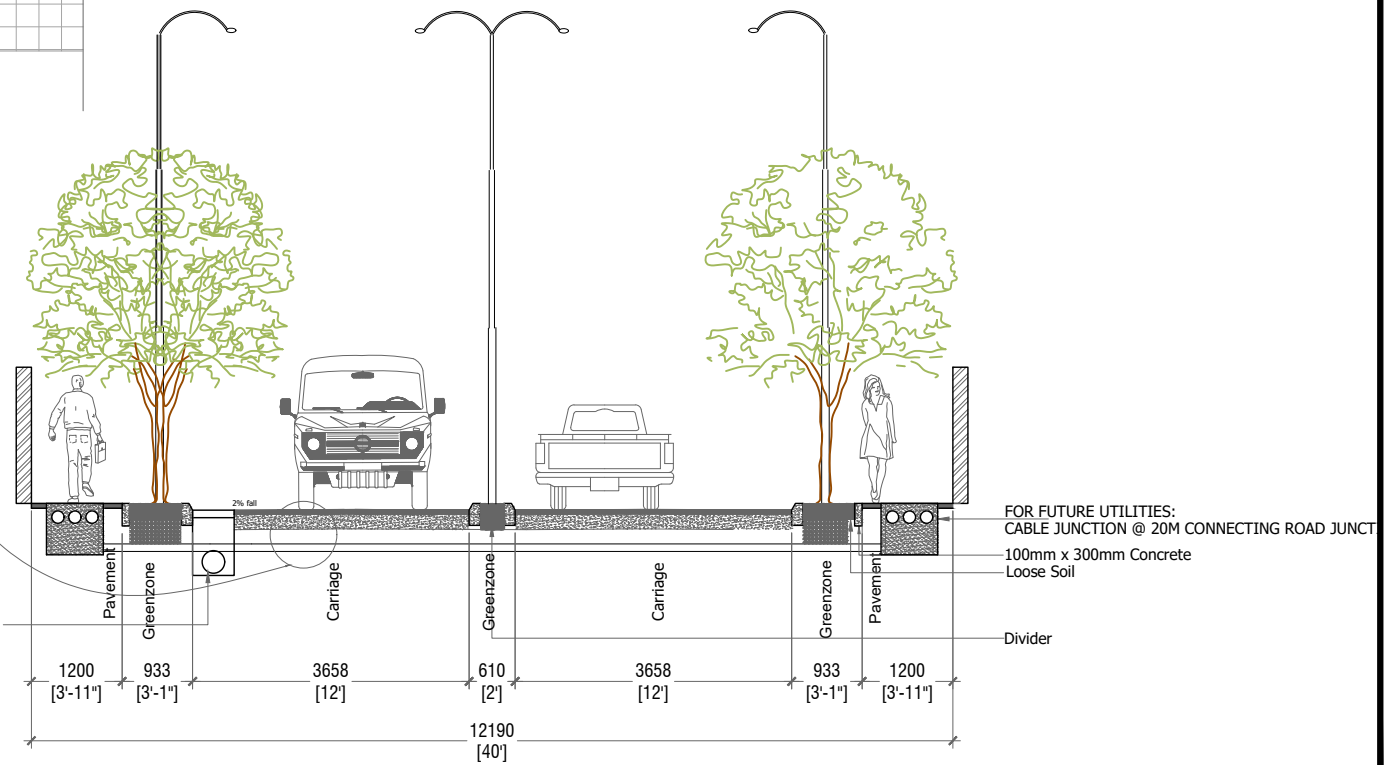 2% fall
FOR FUTURE UTILITIES:
CABLE JUNCTION @ 20M CONNECTING ROAD JUNCT
100mm x 300mm Concrete
Loose Soil
Pavement
Greenzone
Carriage
Greenzone
Carriage
Greenzone
Pavement
Divider
1200
[3'-11"]
933
[3'-1"]
3658
[12']
610
[2']
3658
[12']
933
[3'-1"]
1200
[3'-11"]
12190
[40']